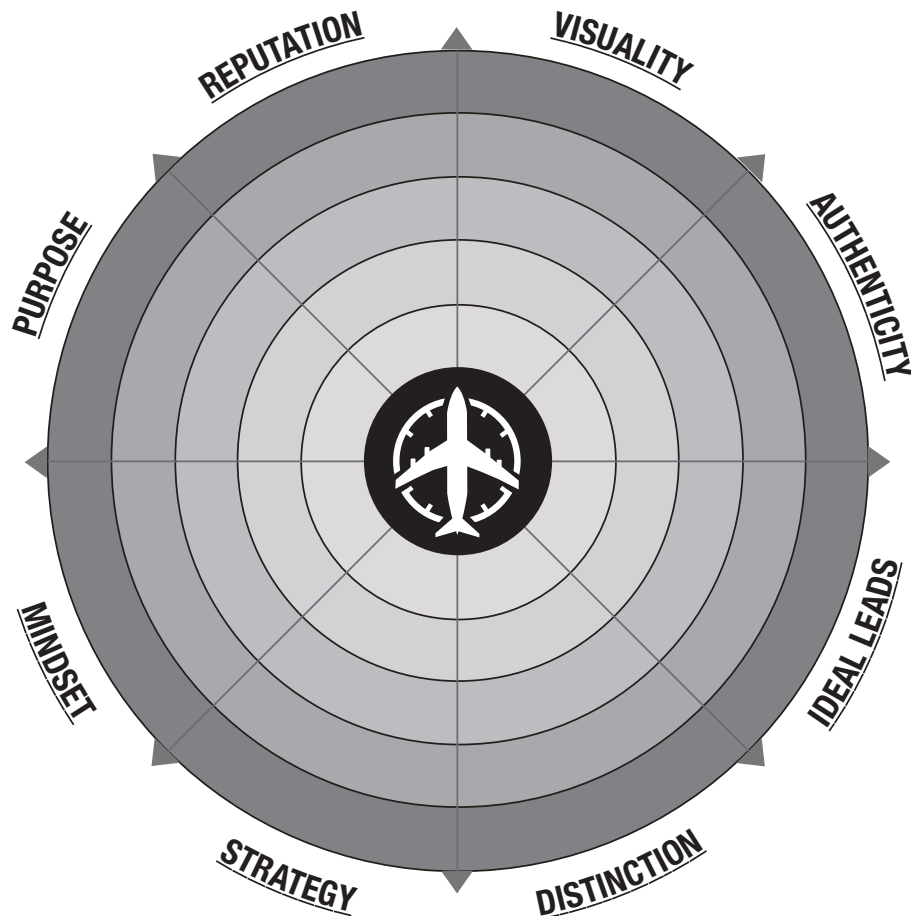 REPUTATION
VISUALITY
AUTHENTICITY
IDEAL LEADS
DISTINCTION
STRATEGY
MINDSET
PURPOSE